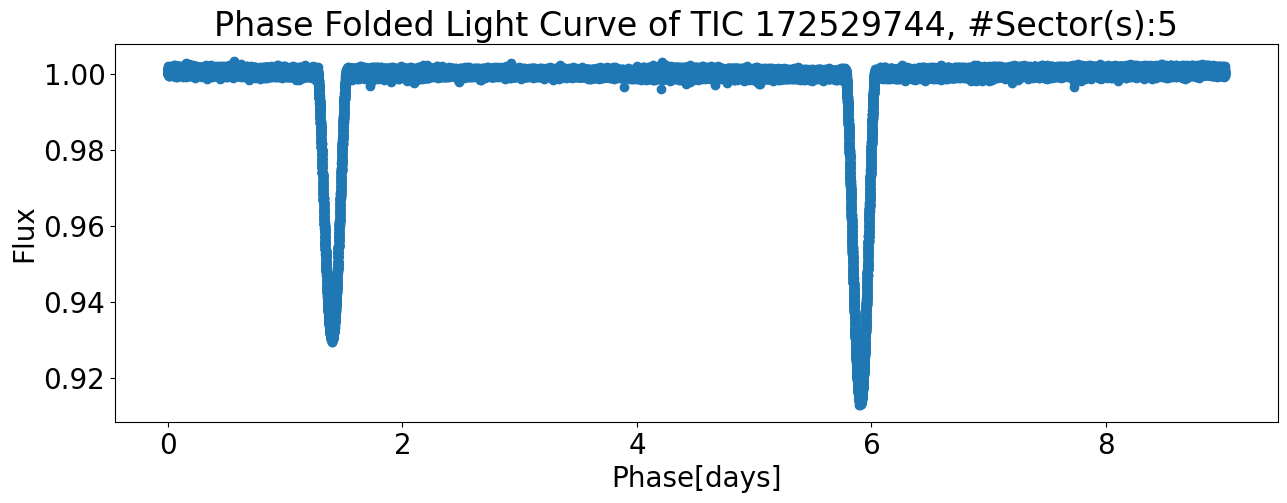 Phase Folded Light Curve of TIC 172529744, #Sector(s):5
1.00
0.98
0.96
0.94
0.92
Flux
0 2 4 6 8
Phase[days]